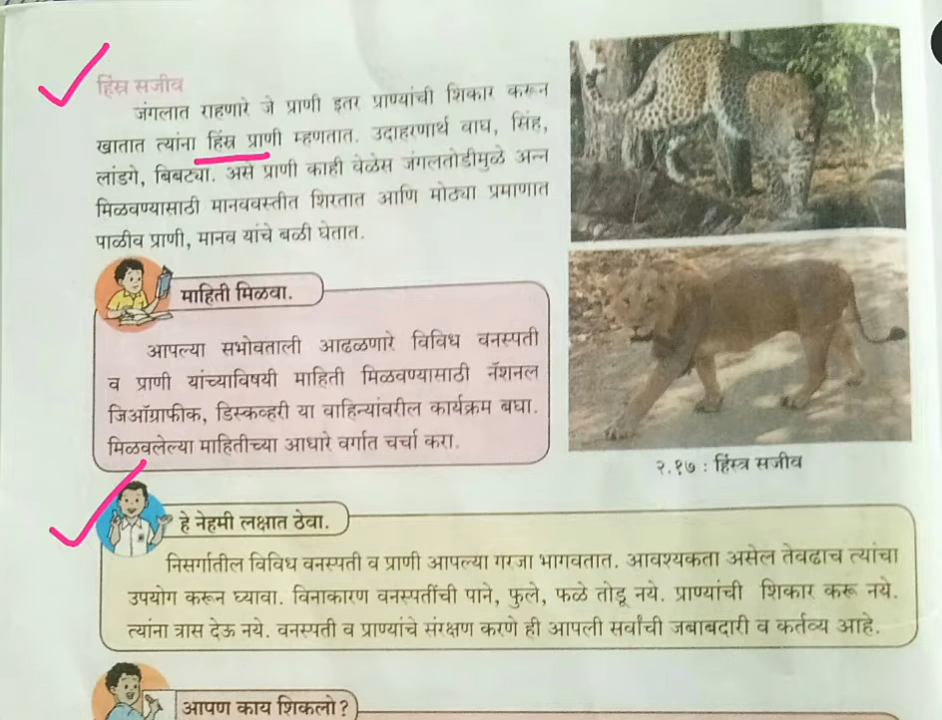 हिंस्र सजीव
जंगलात राहणारे जे प्राणी इतर प्राण्यांची शिकार करून
खातात त्यांना हिंस्र प्राणी म्हणतात. उदाहरणार्थ वाघ, सिंह,
लांडगे, बिबट्या. असे प्राणी काही वेळेस जंगलतोडीमुळे अन्न
मिळवण्यासाठी मानववस्तीत शिरतात आणि मोठ्या प्रमाणात
पाळीव प्राणी, मानव यांचे बळी घेतात.
माहिती मिळवा.
आपल्या सभोवताली आढळणारे विविध वनस्पती
व प्राणी यांच्याविषयी माहिती मिळवण्यासाठी नॅशनल
जिऑग्राफीक, डिस्कव्हरी या वाहिन्यांवरील कार्यक्रम बघा.
मिळवलेल्या माहितीच्या आधारे वर्गात चर्चा करा.
२.१७ : हिंस्त्र सजीव
हे नेहमी लक्षात ठेवा.
निसर्गातील विविध वनस्पती व प्राणी आपल्या गरजा भागवतात. आवश्यकता असेल तेवढाच त्यांचा
उपयोग करून घ्यावा. विनाकारण वनस्पतींची पाने, फुले, फळे तोडू नये. प्राण्यांची शिकार करू नये.
त्यांना त्रास देऊ नये. वनस्पती व प्राण्यांचे संरक्षण करणे ही आपली सर्वांची जबाबदारी व कर्तव्य आहे.
आपण काय शिकलो?